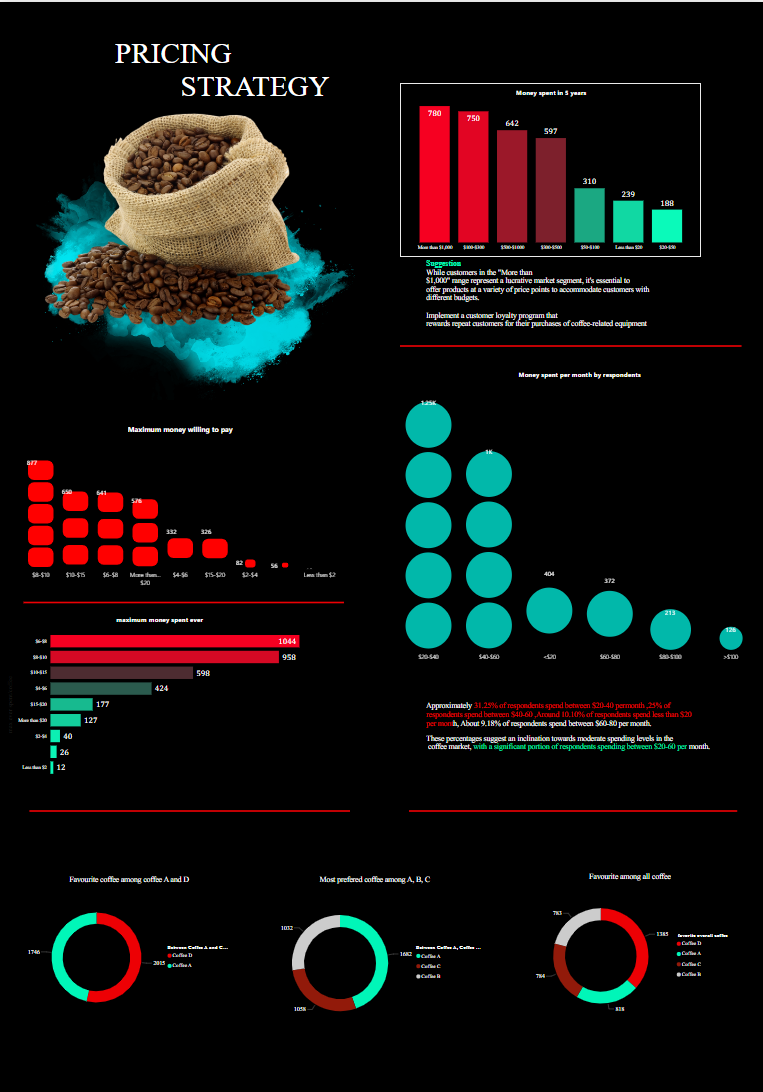 PRICING
STRATEGY
Money spent in 5 years
780
750
642
597
310
239
188
More than $1,000
$100-$300
$500-$1000
$300-$500
$50-$100
Less than $20
$20-$50
Suggestion
While customers in the "More than
$1,000" range represent a lucrative market segment, it's essential to
offer products at a variety of price points to accommodate customers with
different budgets.
Implement a customer loyalty program that
rewards repeat customers for their purchases of coffee-related equipment
Maximum money willing to pay
877
650
641
576
332
326
82
56
$8-$10
$10-$15
$6-$8
More than... $20
$4-$6
$15-$20
$2-$4
Less than $2
Money spent per month by respondents
1.25K
1K
404
372
213
126
$20-$40
$40-$60
<$20
$60-$80
$80-$100
>$100
maximum money spent ever
$6-$8
1044
$8-$10
958
$10-$15
598
$4-$6
424
$15-$20
177
More than $20
127
40
26
Less than $2
12
Approximately 31.25% of respondents spend between $20-40 permonth ,25% of
respondents spend between $40-60 ,Around 10.10% of respondents spend less than $20
per month, About 9.18% of respondents spend between $60-80 per month.
These percentages suggest an inclination towards moderate spending levels in the
coffee market, with a significant portion of respondents spending between $20-60 per month.
Favourite coffee among coffee A and D
1746
2015
Between Coffee A and C...
Coffee D
Coffee A
Most prefered coffee among A, B, C
1032
1682
1058
Between Coffee A, Coffee ...
Coffee A
Coffee C
Coffee B
Favourite among all coffee
783
1385
784
818
favorite overall coffee
Coffee D
Coffee A
Coffee C
Coffee B